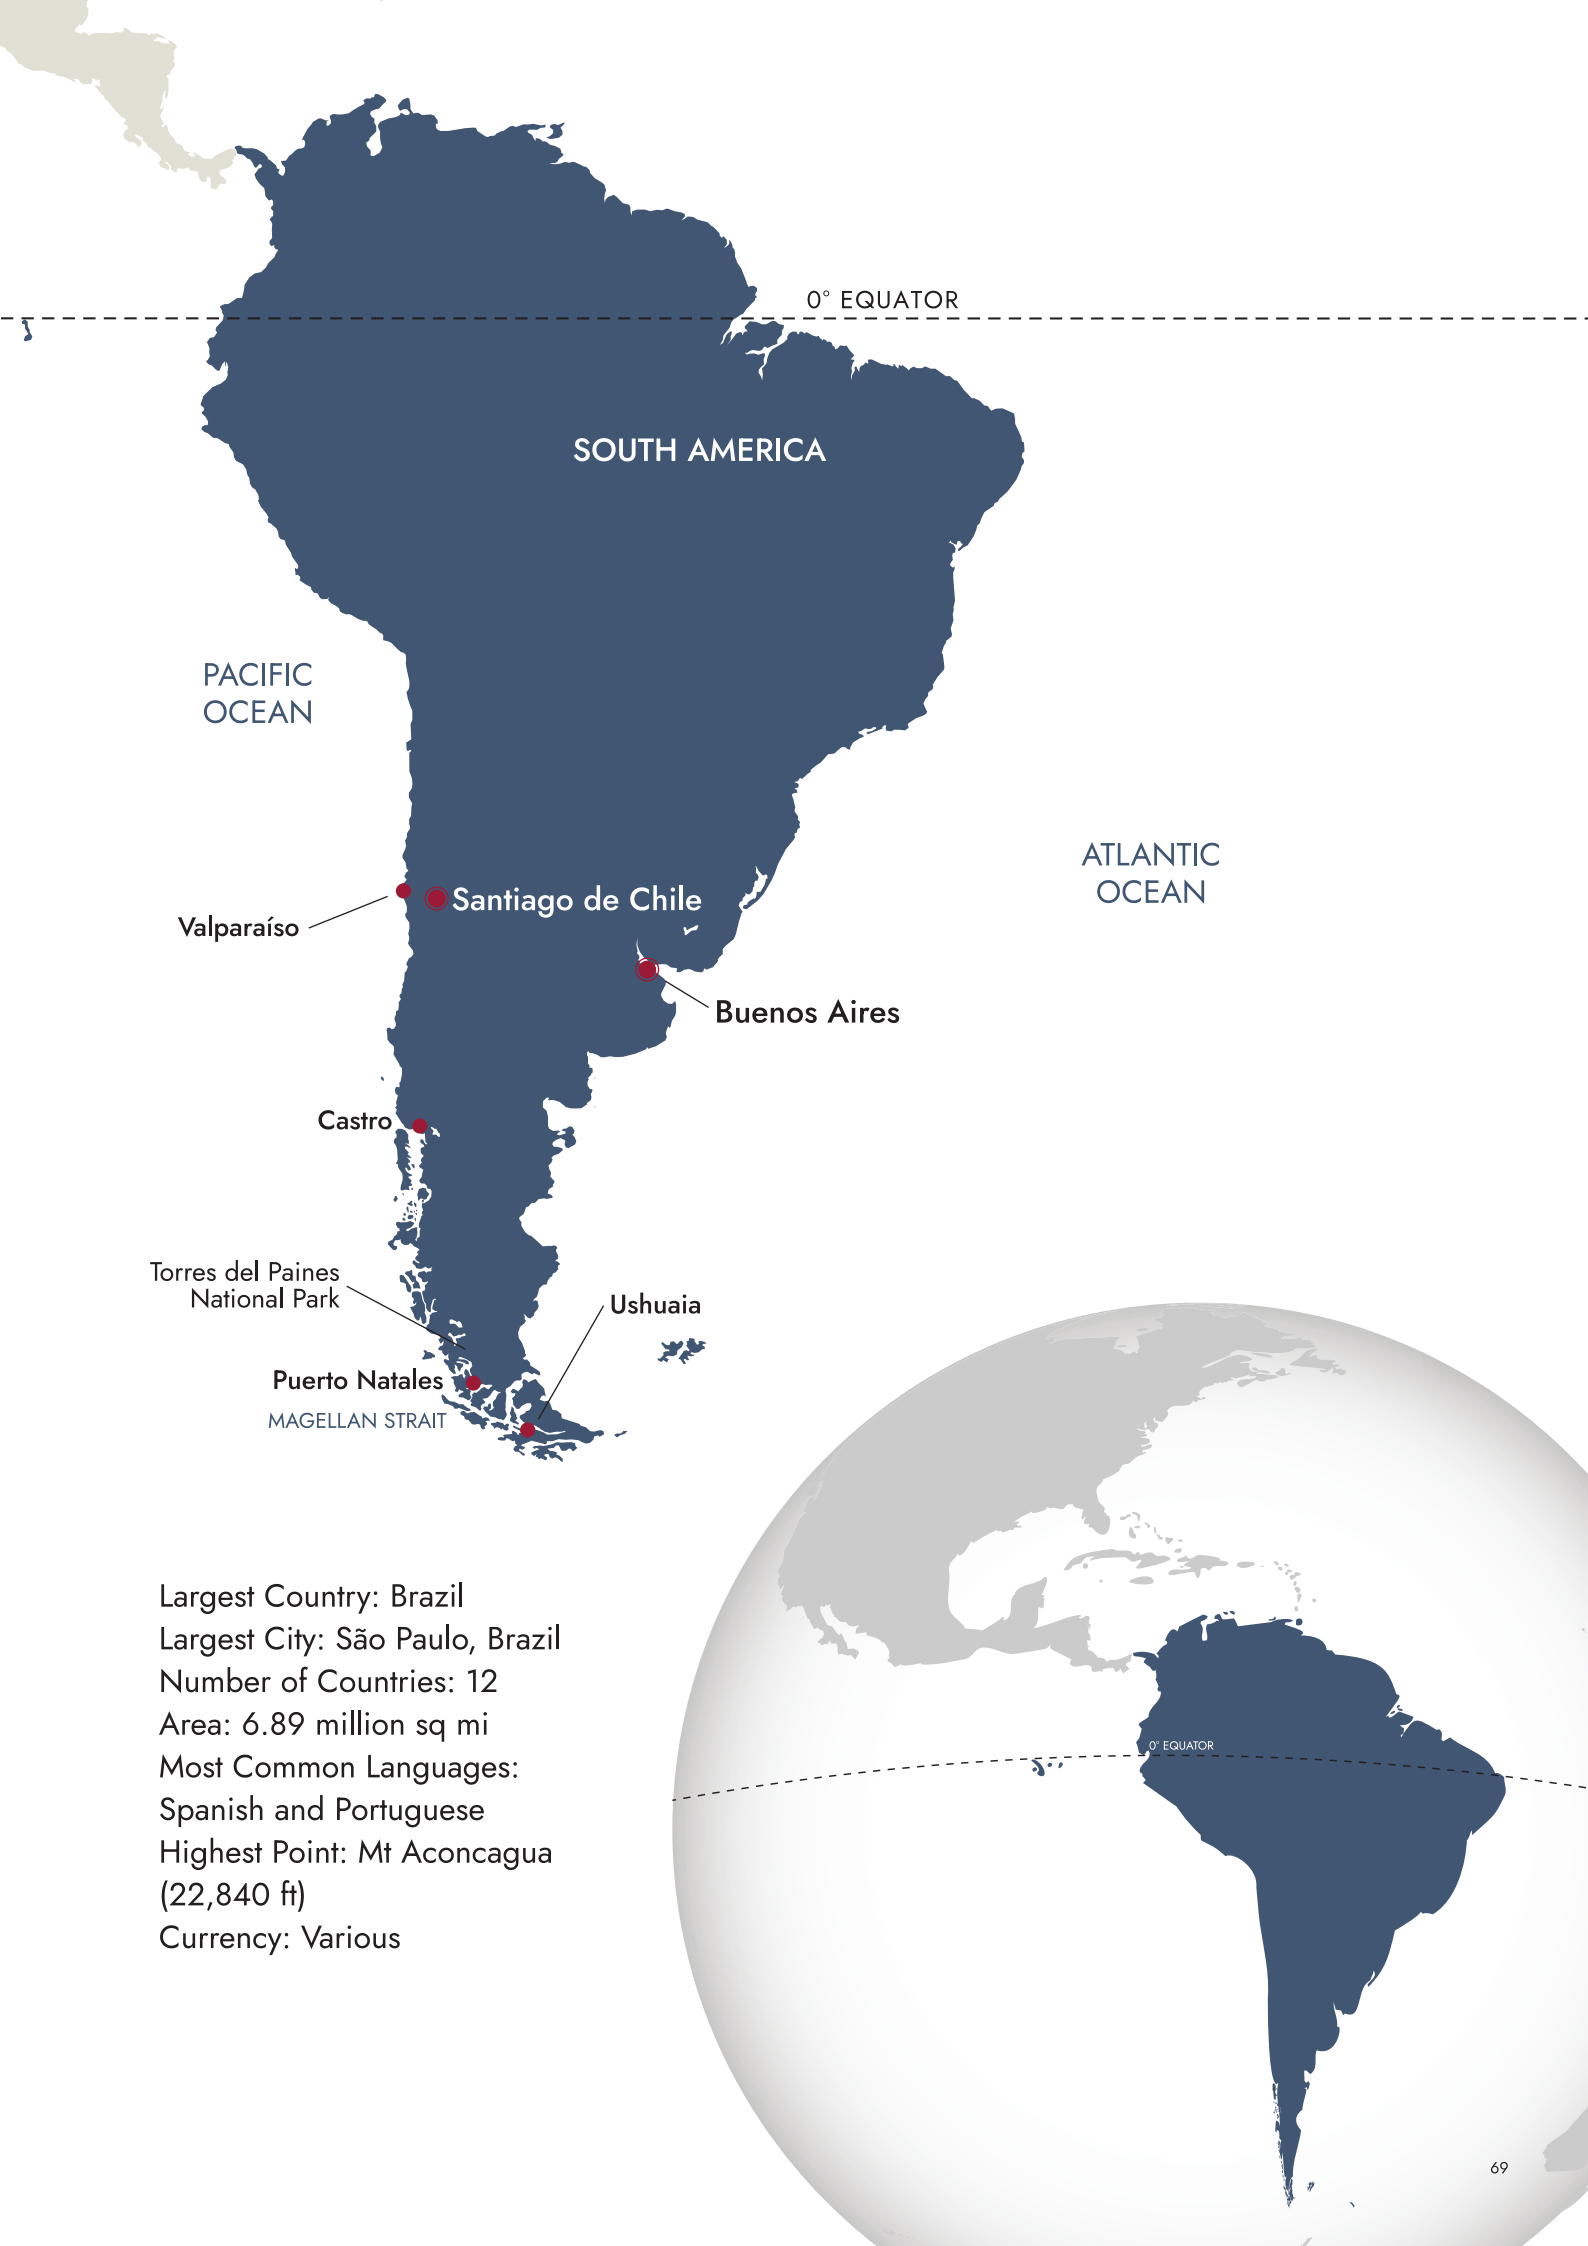 0° EQUATOR
SOUTH AMERICA
PACIFIC
OCEAN
ATLANTIC
OCEAN
Santiago de Chile
Valparaíso
Buenos Aires
Castro
Torres del Paines
National Park
Ushuaia
Puerto Natales
MAGELLAN STRAIT
Largest Country: Brazil
Largest City: São Paulo, Brazil
Number of Countries: 12
Area: 6.89 million sq mi
Most Common Languages:
Spanish and Portuguese
Highest Point: Mt Aconcagua
(22,840 ft)
Currency: Various
0° EQUATOR
69